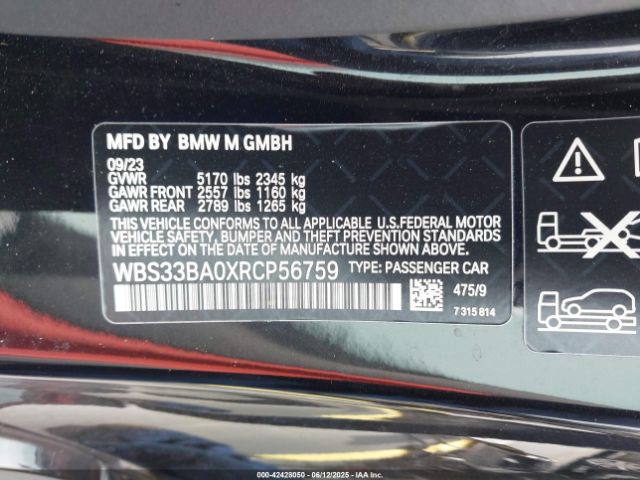 MFD BY BMW M GMBH
09/23
GVWR 5170 lbs 2345 kg
GAWR FRONT 2557 lbs 1160 kg
GAWR REAR 2789 lbs 1265 kg
THIS VEHICLE CONFORMS TO ALL APPLICABLE U.S.FEDERAL MOTOR
VEHICLE SAFETY, BUMPER AND THEFT PREVENTION STANDARDS
IN EFFECT ON THE DATE OF MANUFACTURE SHOWN ABOVE.
WBS33BA0XRCP56759 TYPE: PASSENGER CAR
475/9
7 315 814
000-42428050 - 06/12/2025 - IAA Inc.